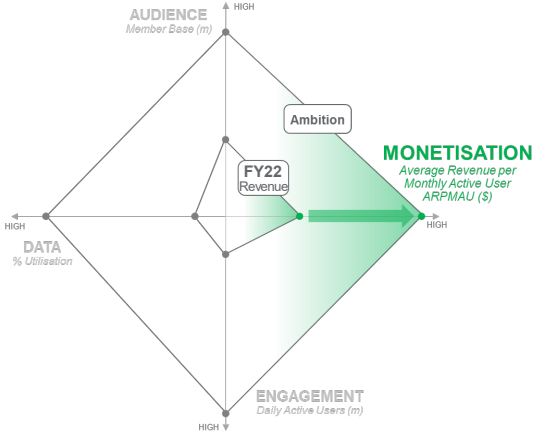 AUDIENCE
Member Base (m)
HIGH
Ambition
MONETISATION
Average Revenue per
Monthly Active User
ARPMAU ($)
FY22
Revenue
HIGH
HIGH
DATA
% Utilisation
ENGAGEMENT
Daily Active Users (m)
HIGH